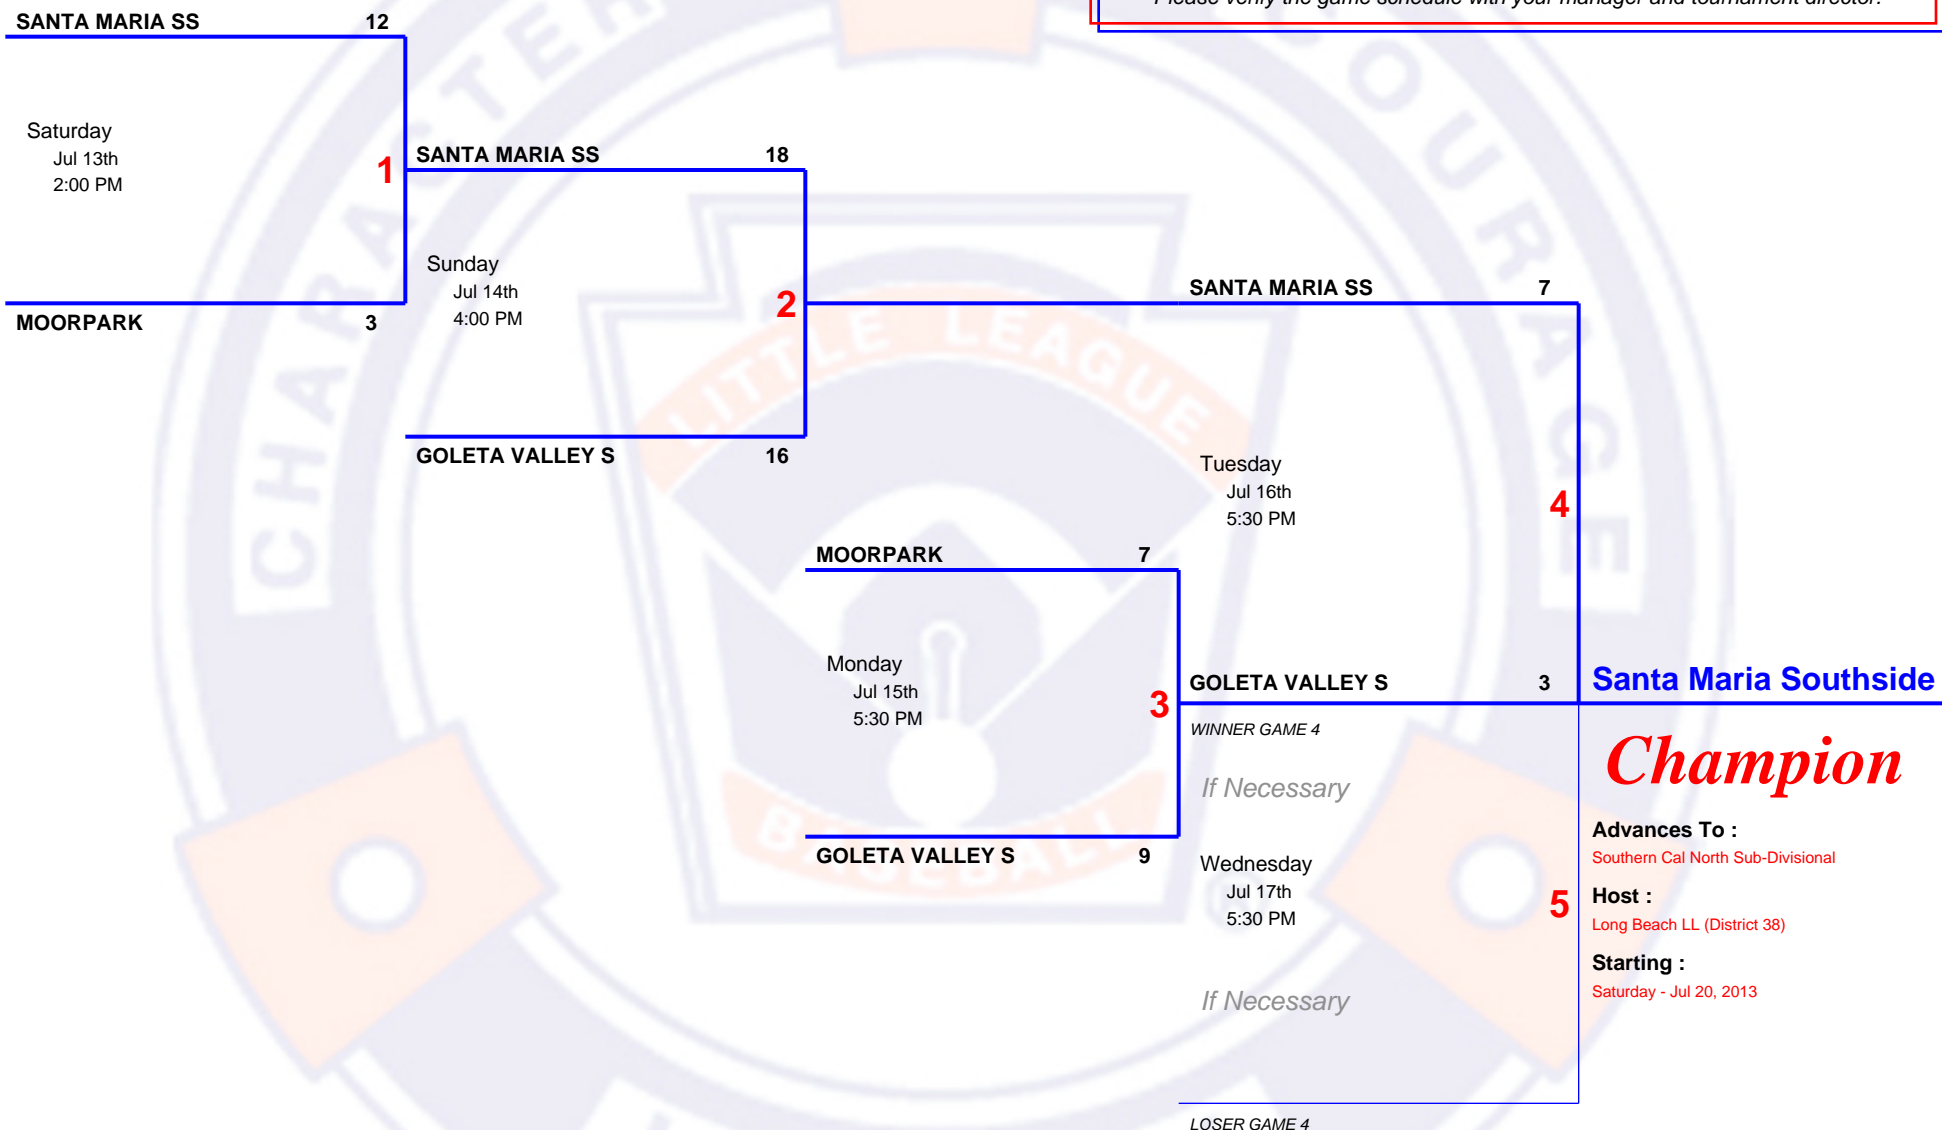 Please verify the game schedule with your manager and tournament director.
SANTA MARIA SS 12
Saturday
Jul 13th
2:00 PM
1
MOORPARK 3
SANTA MARIA SS 18
Sunday
Jul 14th
4:00 PM
2
GOLETA VALLEY S 16
SANTA MARIA SS 7
Tuesday
Jul 16th
5:30 PM
4
MOORPARK 7
Monday
Jul 15th
5:30 PM
3
GOLETA VALLEY S 9
GOLETA VALLEY S 3
Santa Maria Southside
WINNER GAME 4
If Necessary
Wednesday
Jul 17th
5:30 PM
5
If Necessary
LOSER GAME 4
Champion
Advances To :
Southern Cal North Sub-Divisional
Host :
Long Beach LL (District 38)
Starting :
Saturday - Jul 20, 2013
LITTLE LEAGUE
BASEBALL
®